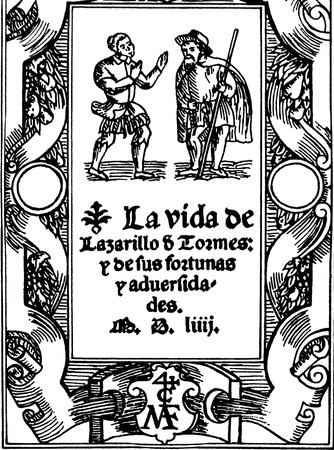 La vida de
Lazarillo d Tormes:
y de sus fortunas
y aduersida-
des.
M. D. liiij.